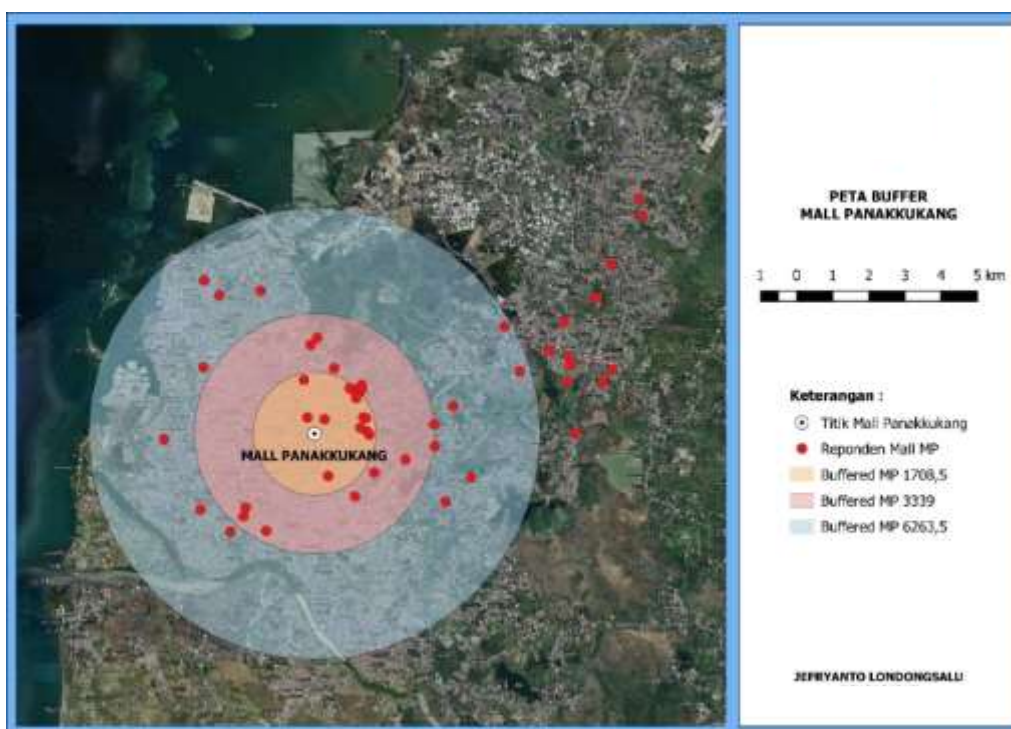 MALL PANAKKUKANG
PETA BUFFER
MALL PANAKKUKANG
1 0 1 2 3 4 5 km
Keterangan :
Titik Mall Panakkukang
Reponden Mall MP
Buffered MP 1708,5
Buffered MP 3339
Buffered MP 6263,5
JEFRYANTO LONDONGSALU